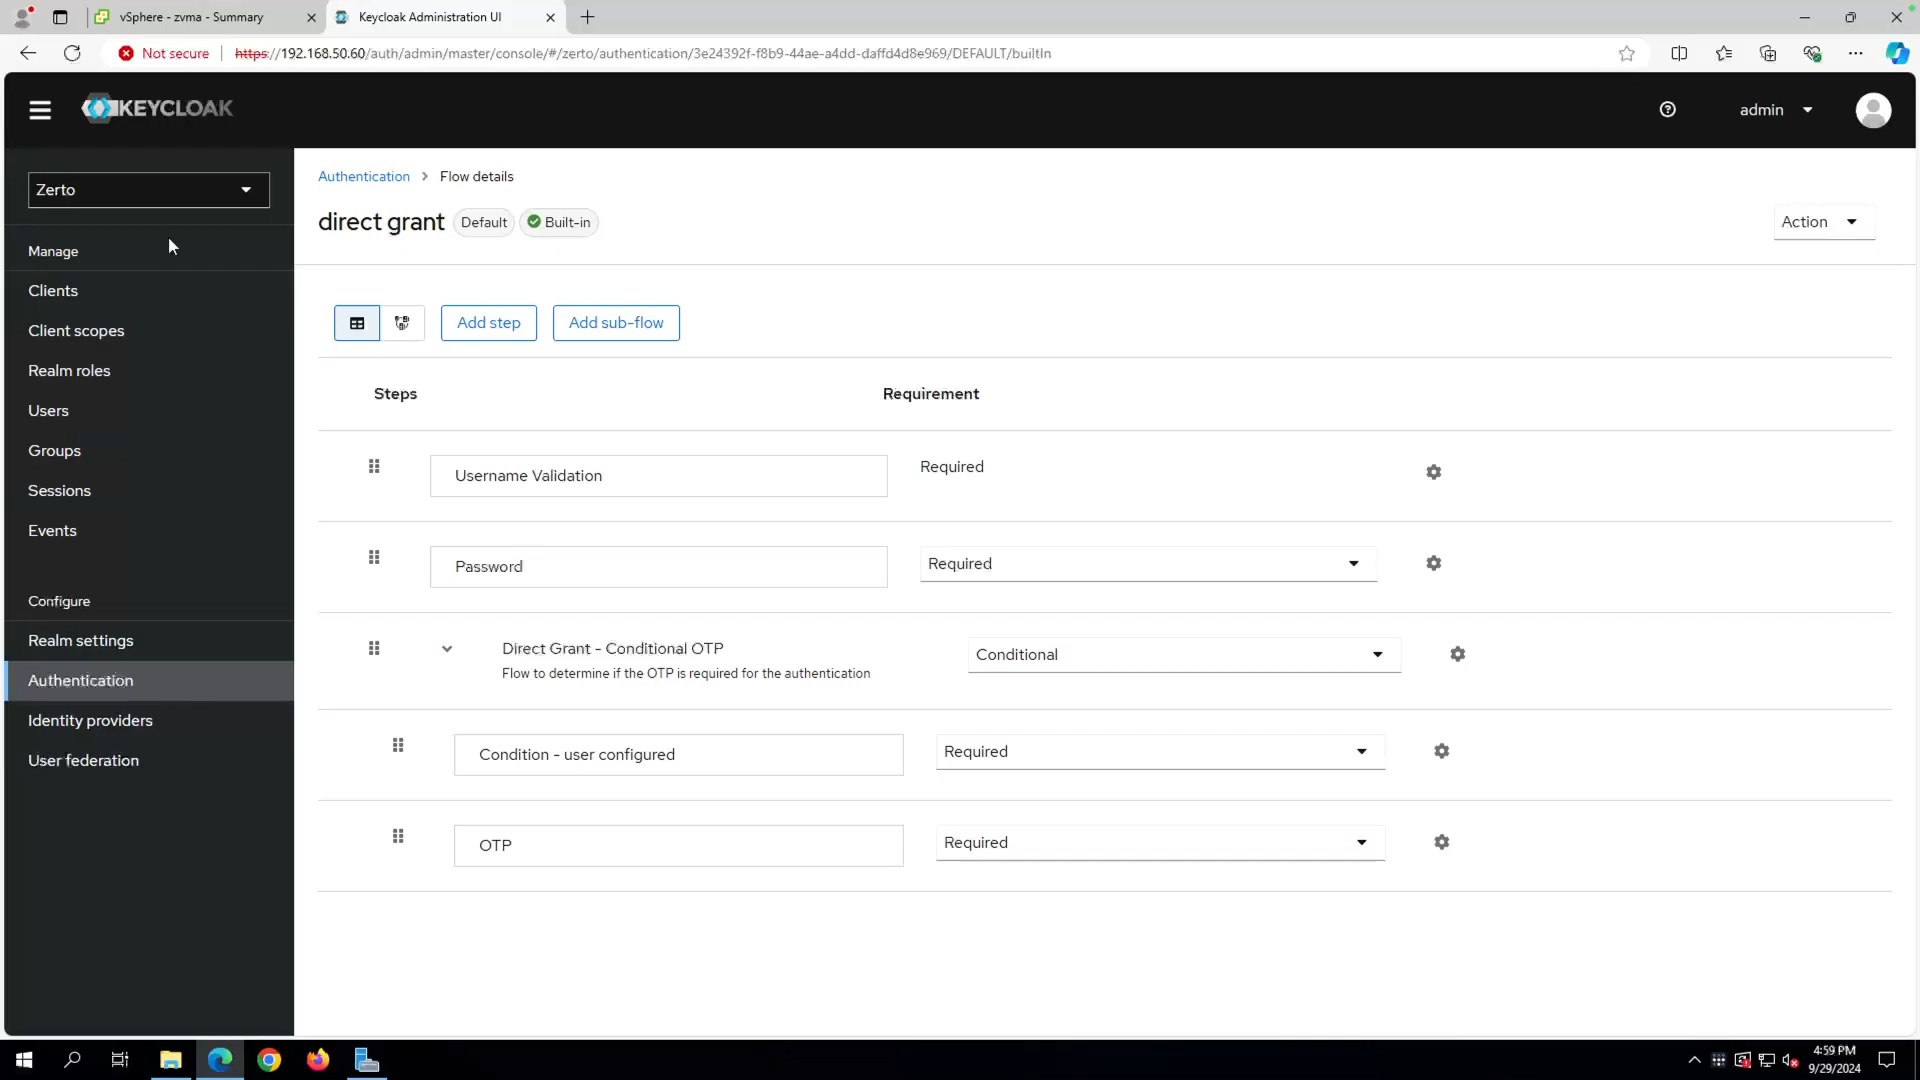 vSphere - zvma - Summary
Keycloak Administration UI
Not secure
https://192.168.50.60/auth/admin/master/console/#/zerto/authentication/3e24392f-f8b9-44ae-a4dd-daffd4d8e969/DEFAULT/builtIn
KEYCLOAK
admin
Zerto
Manage
Clients
Client scopes
Realm roles
Users
Groups
Sessions
Events
Configure
Realm settings
Authentication
Identity providers
User federation
Authentication > Flow details
direct grant Default Built-in
Action
Add step
Add sub-flow
Steps Requirement
Username Validation Required
Password Required
Direct Grant - Conditional OTP Conditional
Flow to determine if the OTP is required for the authentication
Condition - user configured Required
OTP Required
4:59 PM
9/29/2024